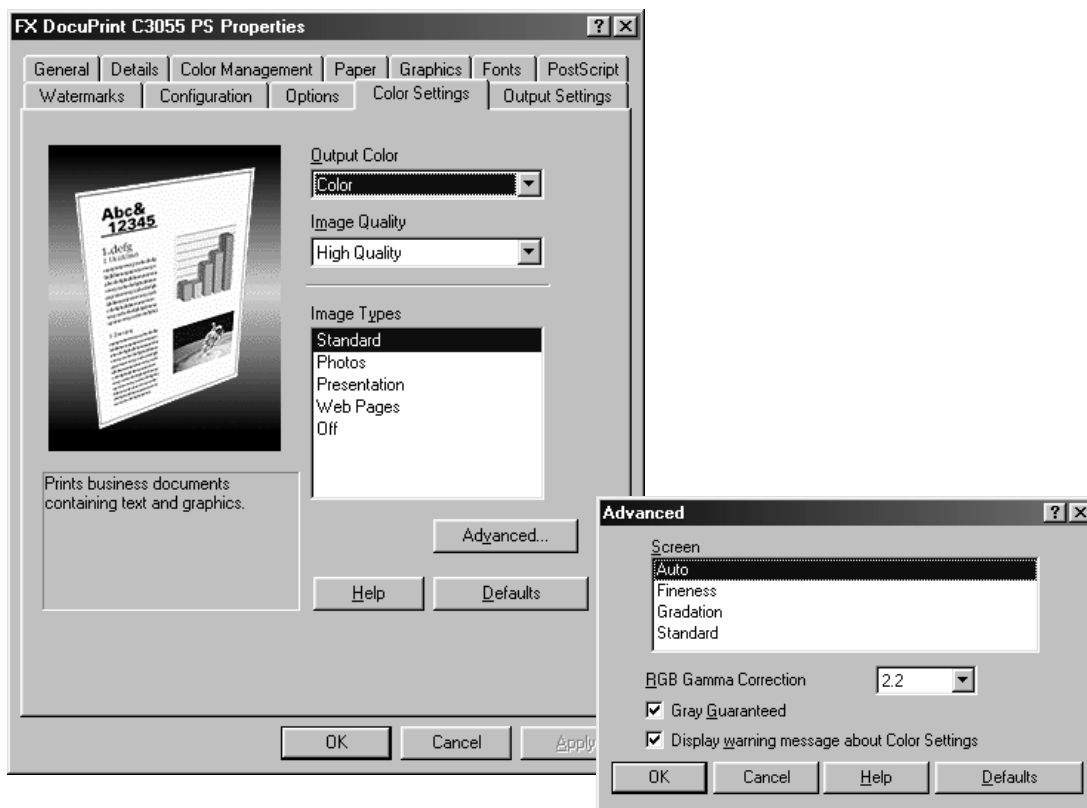 FX DocuPrint C3055 PS Properties
General Details Color Management Paper Graphics Fonts PostScript
Watermarks Configuration Options Color Settings Output Settings
Output Color
Color
Image Quality
High Quality
Image Types
Standard
Photos
Presentation
Web Pages
Off
Abc&
12345
1.defg
Prints business documents
containing text and graphics.
Advanced...
Help Defaults
OK Cancel Apply
Advanced
Screen
Auto
Fineness
Gradation
Standard
RGB Gamma Correction 2.2
Gray Guaranteed
Display warning message about Color Settings
OK Cancel Help Defaults